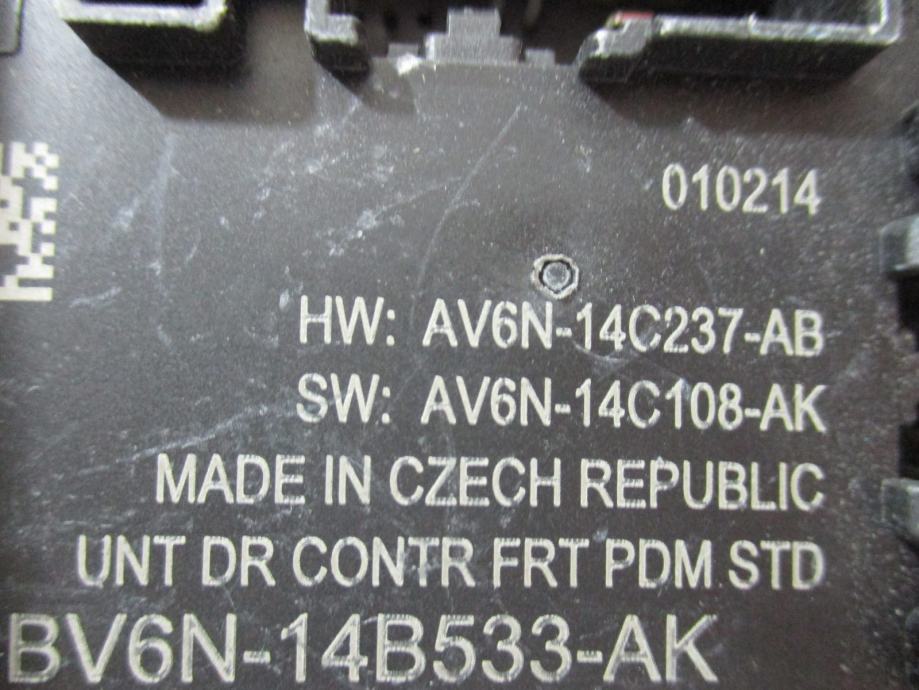 010214
HW: AV6N-14C237-AB
SW: AV6N-14C108-AK
MADE IN CZECH REPUBLIC
UNT DR CONTR FRT PDM STD
BV6N-14B533-AK